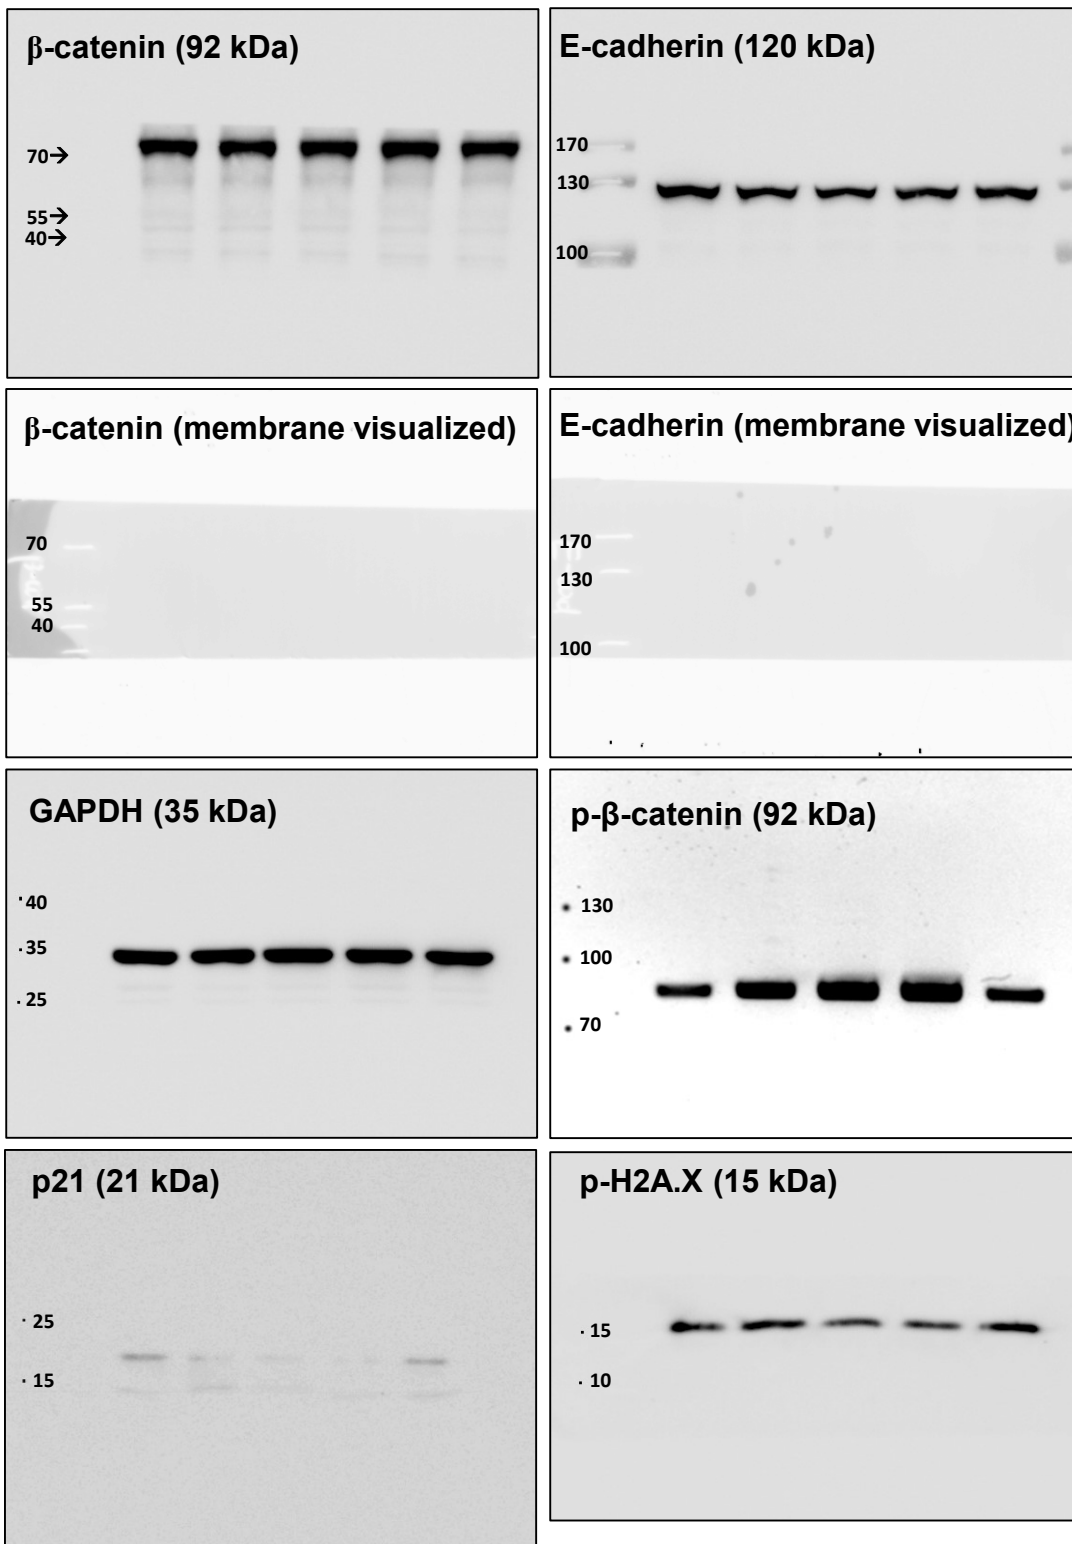 β-catenin (92 kDa)
70→
55→
40→
E-cadherin (120 kDa)
170
130
100
β-catenin (membrane visualized)
70
55
40
E-cadherin (membrane visualized)
170
130
100
GAPDH (35 kDa)
40
35
25
p-β-catenin (92 kDa)
130
100
70
p21 (21 kDa)
25
15
p-H2A.X (15 kDa)
15
10